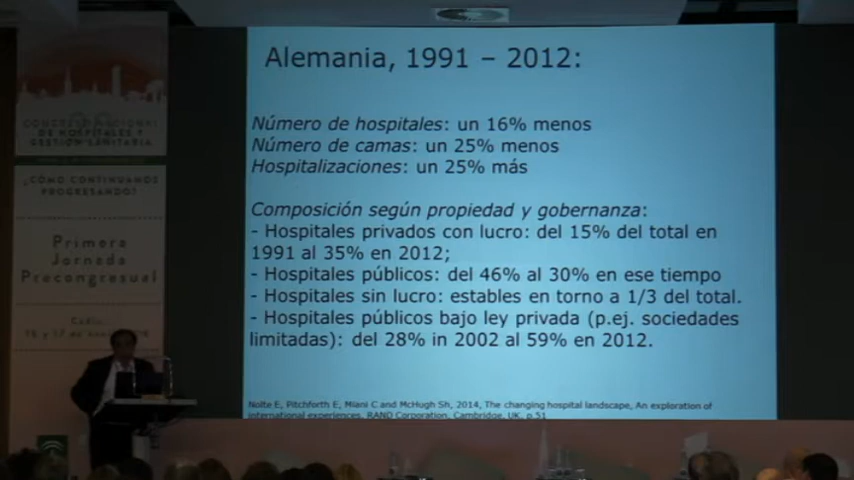 Alemania, 1991 – 2012:
Número de hospitales: un 16% menos
Número de camas: un 25% menos
Hospitalizaciones: un 25% más
Composición según propiedad y gobernanza:
- Hospitales privados con lucro: del 15% del total en
1991 al 35% en 2012;
- Hospitales públicos: del 46% al 30% en ese tiempo
- Hospitales sin lucro: estables en torno a 1/3 del total.
- Hospitales públicos bajo ley privada (p.ej. sociedades
limitadas): del 28% in 2002 al 59% en 2012.
Nolte E, Pitchforth E, Miani C and McHugh Sh, 2014, The changing hospital landscape, An exploration of
international experiences. RAND Corporation, Cambridge, UK, p 51
CONGRESO NACIONAL
DE HOSPITALES Y
GESTIÓN SANITARIA
¿CÓMO CONTINUAMOS
PROGRESANDO?
Primera
Jornada
Precongresual